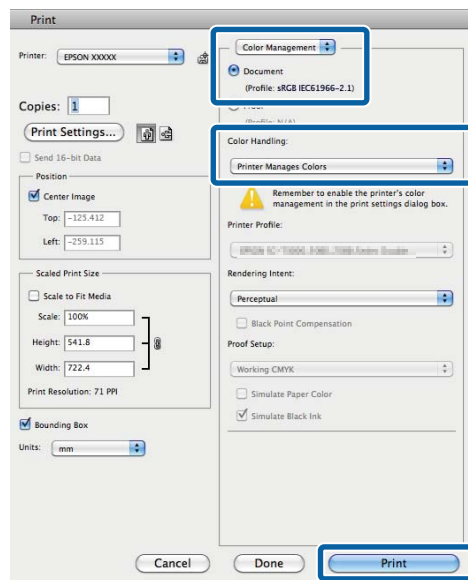 Print
Printer: EPSON XXXXX
Copies: 1
Print Settings...
Send 16-bit Data
Position
Center Image
Top: -125.412
Left: -259.115
Scaled Print Size
Scale to Fit Media
Scale: 100%
Height: 541.8
Width: 722.4
Print Resolution: 71 PPI
Bounding Box
Units: mm
Color Management
Document
(Profile: sRGB IEC61966-2.1)
(Profile: N/A)
Color Handling:
Printer Manages Colors
Remember to enable the printer's color
management in the print settings dialog box.
Printer Profile:
Rendering Intent:
Perceptual
Black Point Compensation
Proof Setup:
Working CMYK
Simulate Paper Color
Simulate Black Ink
Cancel
Done
Print